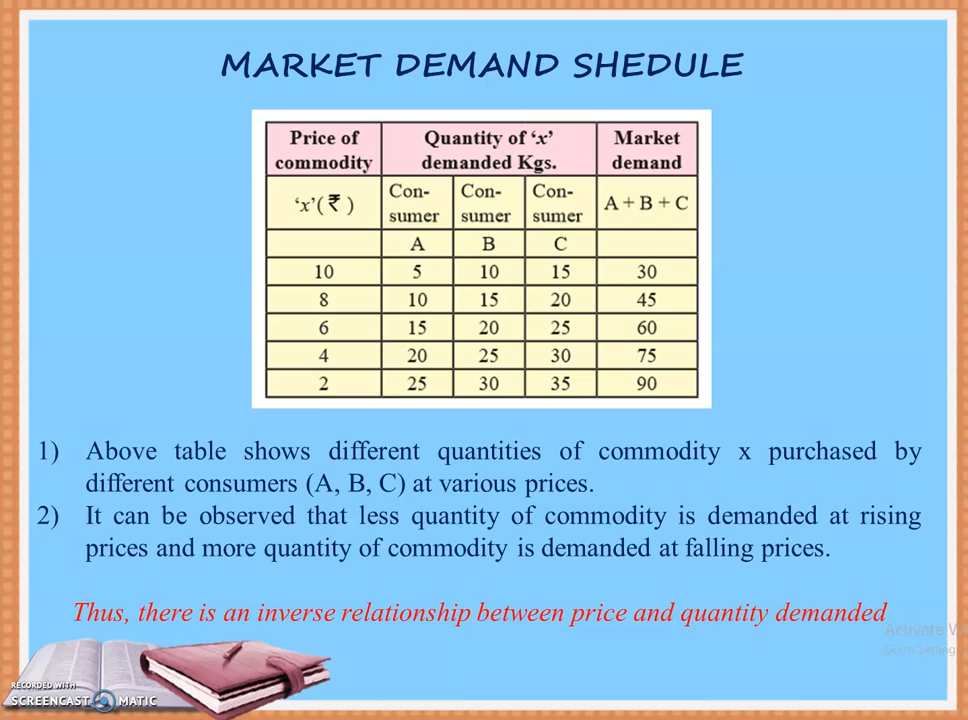 MARKET DEMAND SHEDULE
Price of commodity Quantity of ‘x’ demanded Kgs. Market demand
‘x’(₹ ) Con-sumer Con-sumer Con-sumer A + B + C
A B C
10 5 10 15 30
8 10 15 20 45
6 15 20 25 60
4 20 25 30 75
2 25 30 35 90
1) Above table shows different quantities of commodity x purchased by
different consumers (A, B, C) at various prices.
2) It can be observed that less quantity of commodity is demanded at rising
prices and more quantity of commodity is demanded at falling prices.
Thus, there is an inverse relationship between price and quantity demanded
Activate W
Go to Setting
RECORDED WITH
SCREENCAST MATIC